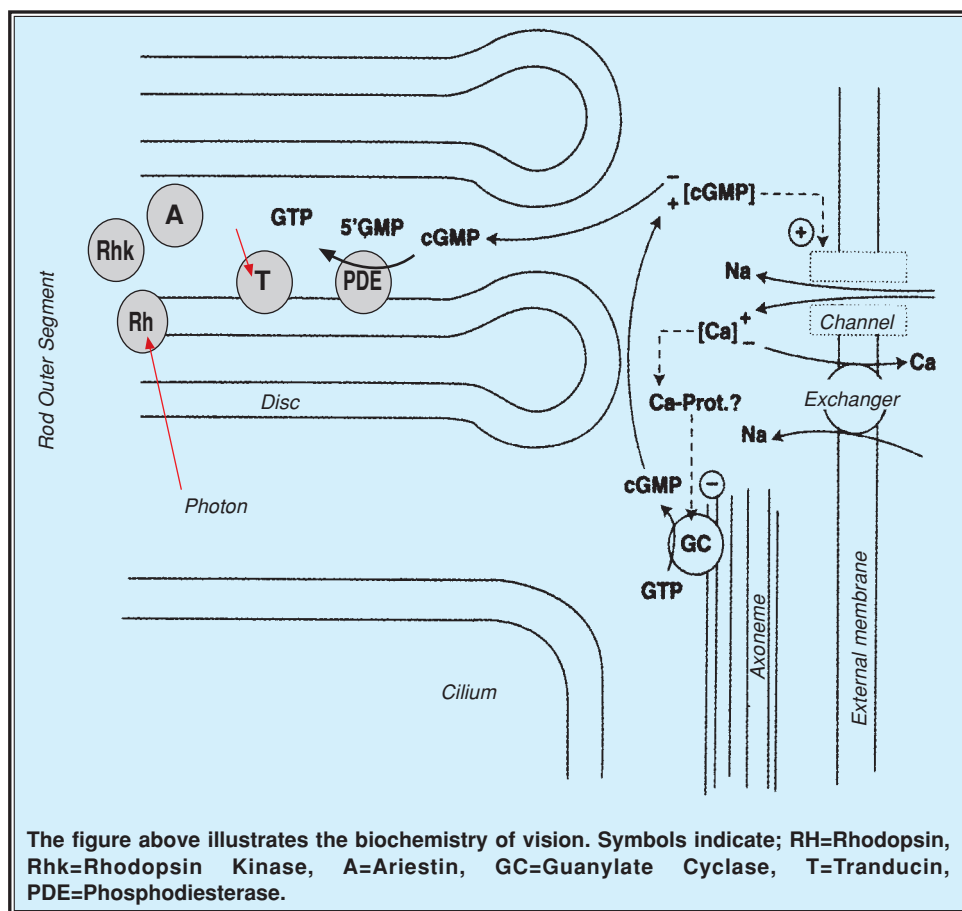 GTP
5'GMP
cGMP
A
Rhk
T
PDE
Rh
Rod Outer Segment
Disc
Photon
Cilium
−
+
[cGMP]
+
Na
+
[Ca]
−
Channel
Ca
Ca-Prot.?
Exchanger
Na
cGMP
−
GC
GTP
Axoneme
External membrane
The figure above illustrates the biochemistry of vision. Symbols indicate; RH=Rhodopsin,
Rhk=Rhodopsin Kinase, A=Ariestin, GC=Guanylate Cyclase, T=Tranducin,
PDE=Phosphodiesterase.